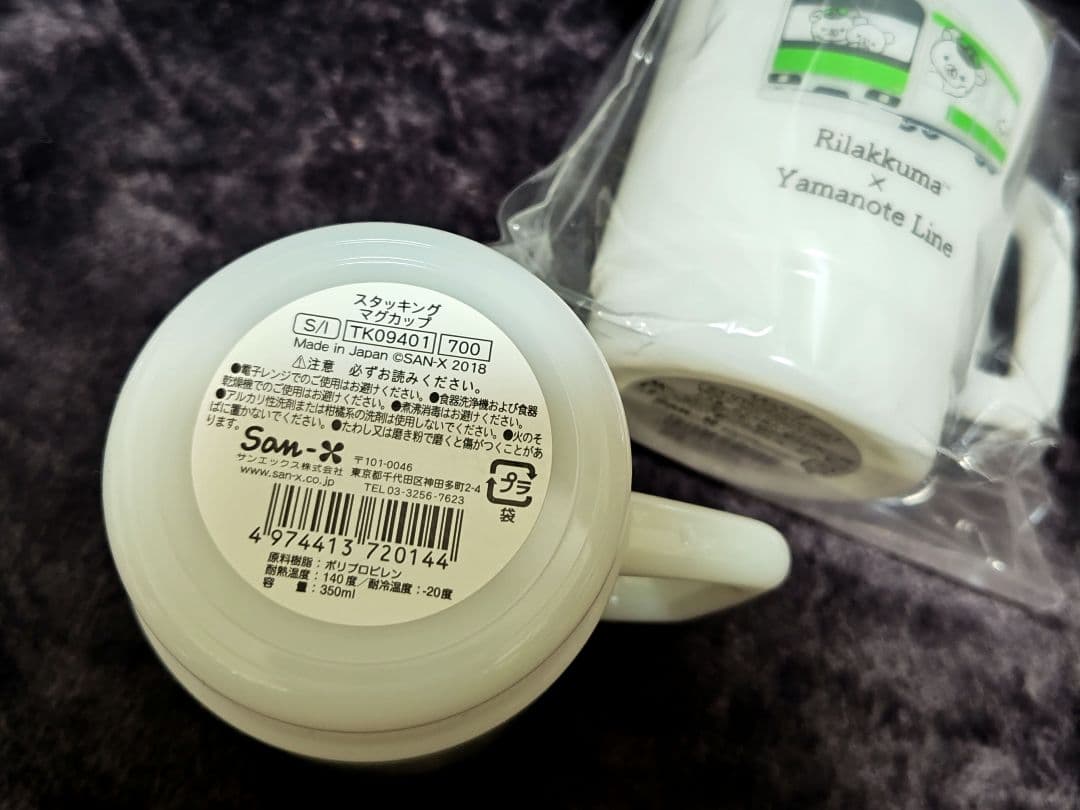 スタッキング
マグカップ
S/I TK09401 700
Made in Japan ©SAN-X 2018
⚠注意 必ずお読みください。
●電子レンジでのご使用はお避けください。●食器洗浄機および食器
乾燥機でのご使用はお避けください。●煮沸消毒はお避けください。
●アルカリ性洗剤または柑橘系の洗剤は使用しないでください。●火のそ
ばに置かないでください。●たわし又は磨き粉で磨くと傷がつくことがあ
ります。
San-X
サンエックス株式会社
www.san-x.co.jp
〒101-0046
東京都千代田区神田多町2-4
TEL03-3256-7623
プラ
袋
4 974413 720144
原料樹脂：ポリプロピレン
耐熱温度：140度／耐冷温度：-20度
容 量：350ml
Rilakkuma™
×
Yamanote Line